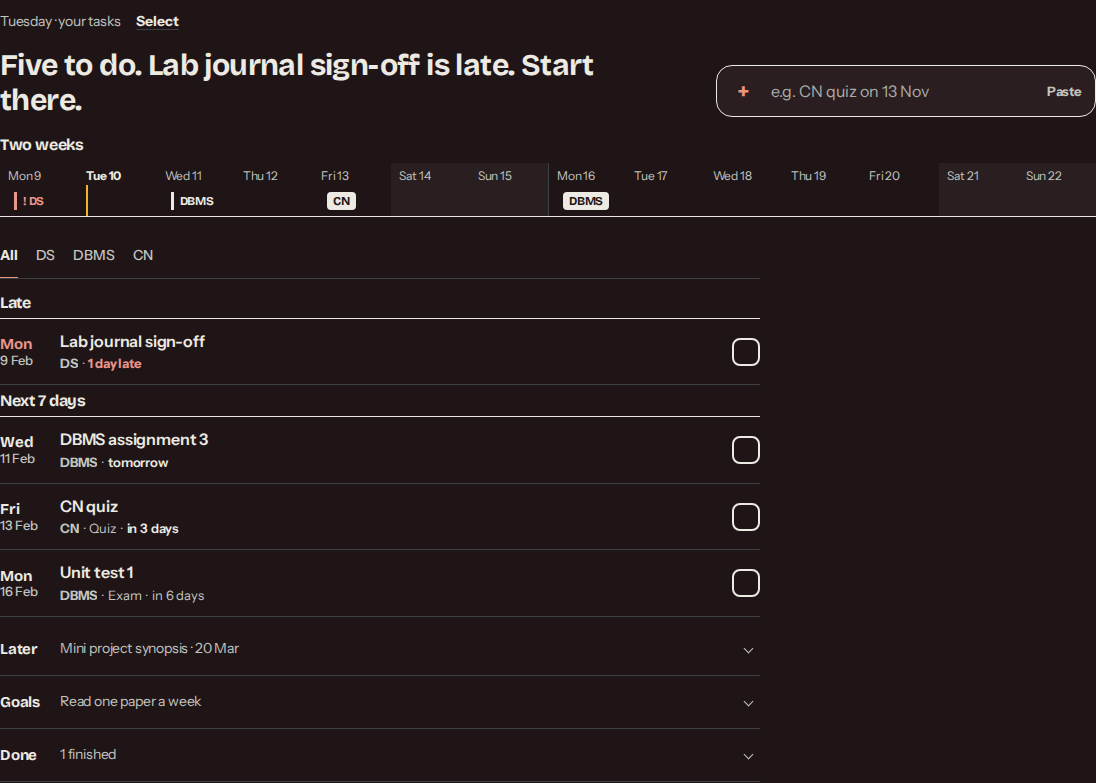 Tuesday · your tasks Select
Five to do. Lab journal sign-off is late. Start
there.
+ e.g. CN quiz on 13 Nov Paste
Two weeks
Mon 9 Tue 10 Wed 11 Thu 12 Fri 13 Sat 14 Sun 15 Mon 16 Tue 17 Wed 18 Thu 19 Fri 20 Sat 21 Sun 22
! DS DBMS CN DBMS
All DS DBMS CN
Late
Mon Lab journal sign-off
9 Feb DS · 1 day late
Next 7 days
Wed DBMS assignment 3
11 Feb DBMS · tomorrow
Fri CN quiz
13 Feb CN · Quiz · in 3 days
Mon Unit test 1
16 Feb DBMS · Exam · in 6 days
Later Mini project synopsis · 20 Mar
Goals Read one paper a week
Done 1 finished